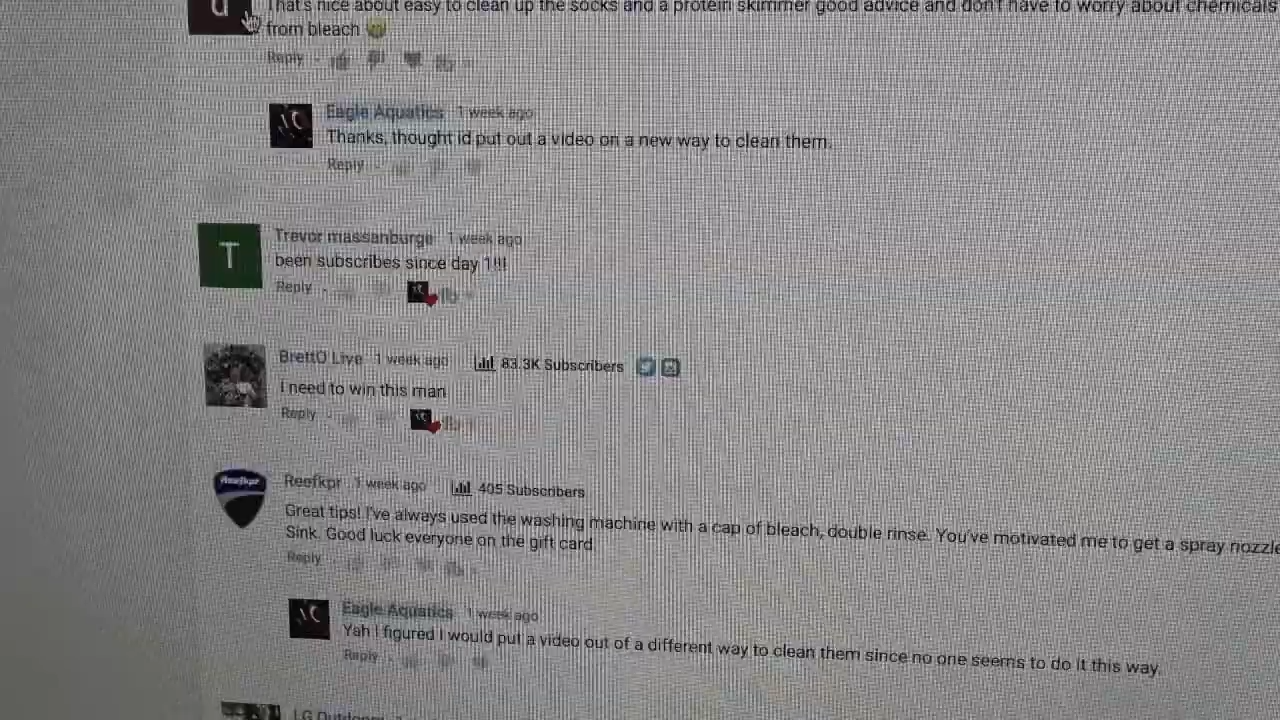 That's nice about easy to clean up the socks and a protein skimmer good advice and don't have to worry about chemicals
from bleach
Reply
Eagle Aquatics 1 week ago
Thanks, thought id put out a video on a new way to clean them.
Reply
T
Trevor massanburge 1 week ago
been subscribes since day 1!!!
Reply
BrettO Live 1 week ago 83.3K Subscribers
I need to win this man
Reply
Reefkpr
Reefkpr 1 week ago 405 Subscribers
Great tips! I've always used the washing machine with a cap of bleach, double rinse. You've motivated me to get a spray nozzle
Sink. Good luck everyone on the gift card
Reply
Eagle Aquatics 1 week ago
Yah I figured I would put a video out of a different way to clean them since no one seems to do it this way.
Reply
LG Outdoors